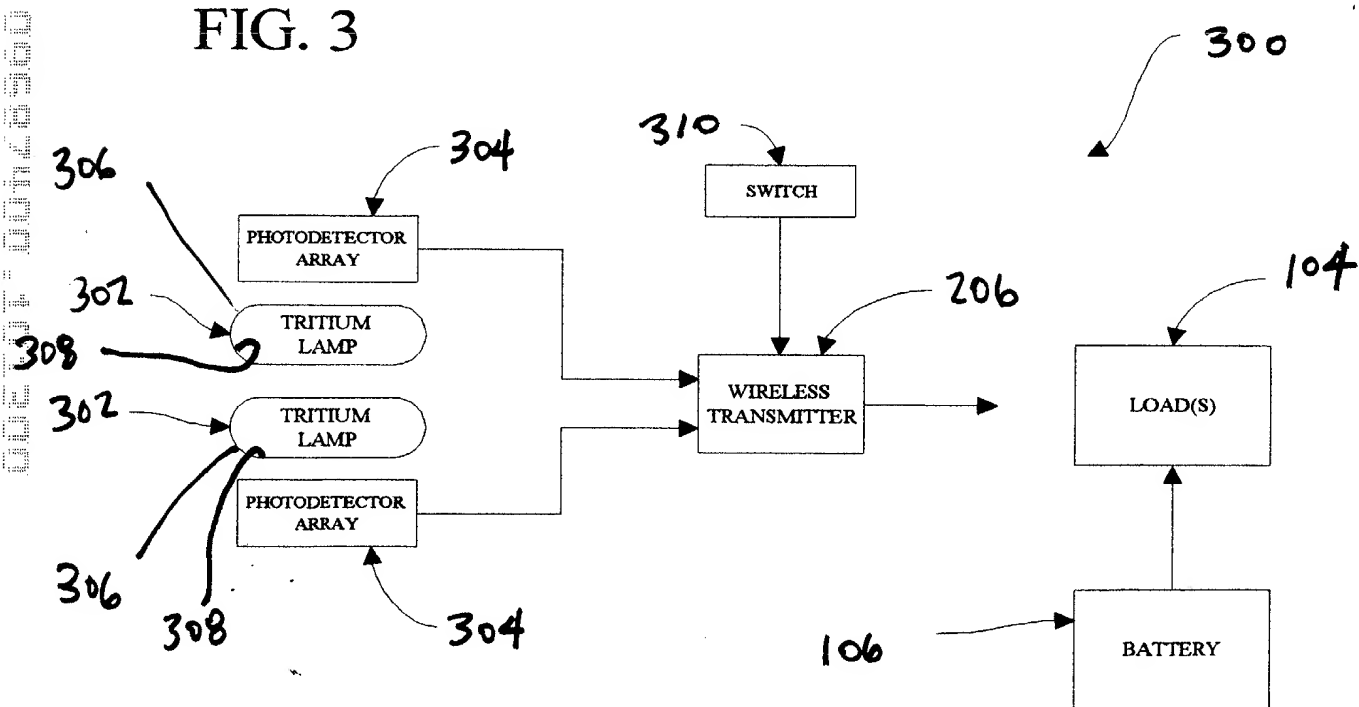 FIG. 3
300
310
304
306
SWITCH
PHOTODETECTOR
ARRAY
302
206
104
TRITIUM
LAMP
308
WIRELESS
TRANSMITTER
LOAD(S)
302
TRITIUM
LAMP
PHOTODETECTOR
ARRAY
306
308
304
106
BATTERY